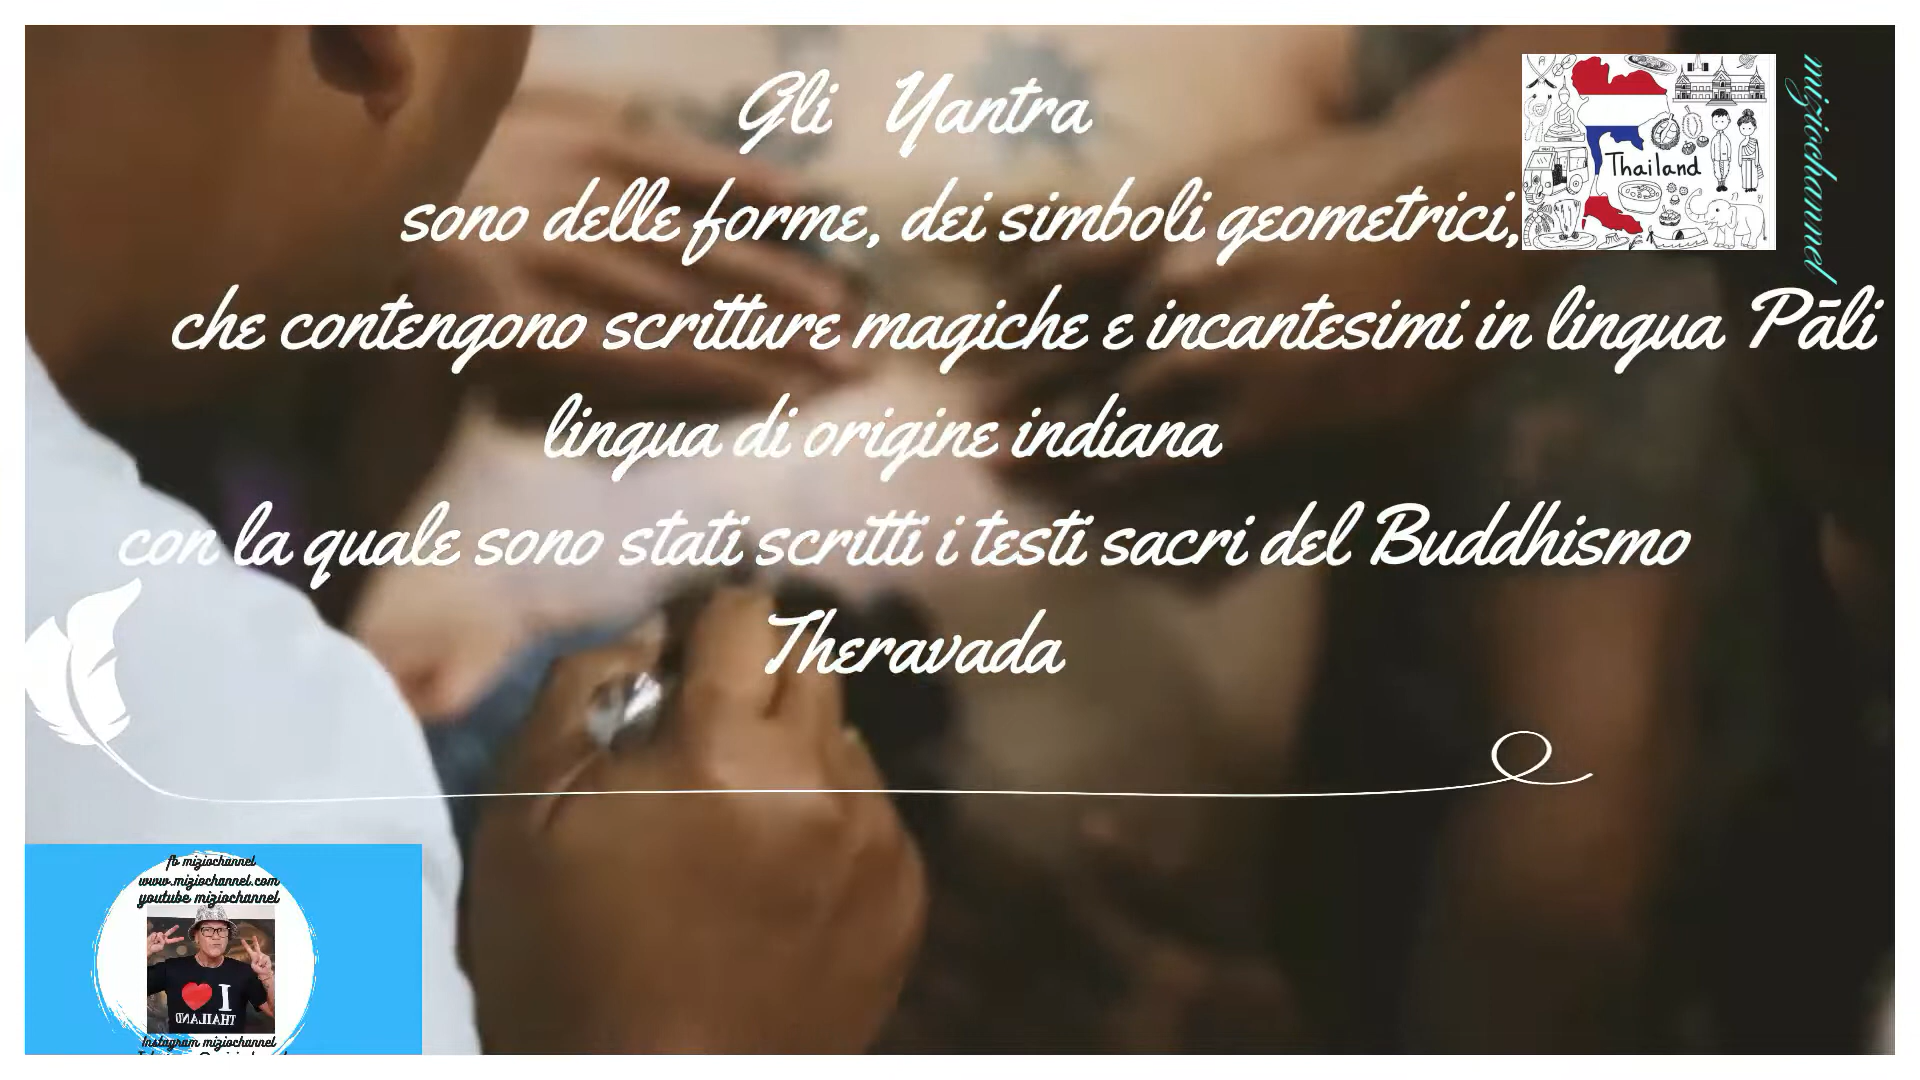 Gli Yantra
sono delle forme, dei simboli geometrici,
che contengono scritture magiche e incantesimi in lingua Pāli
lingua di origine indiana
con la quale sono stati scritti i testi sacri del Buddhismo
Theravada
Thailand
miziochannel
fb miziochannel
www.miziochannel.com
youtube miziochannel
I
THAILAND
Instagram miziochannel